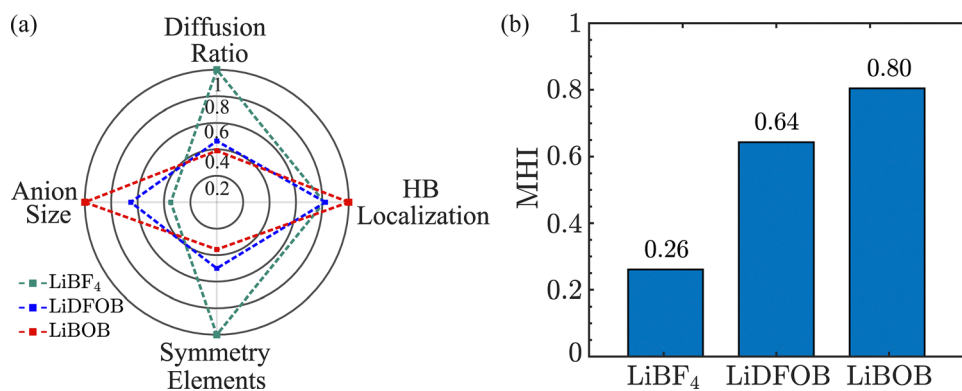 (a)
Diffusion
Ratio
1
0.8
0.6
0.4
0.2
Anion
Size
HB
Localization
LiBF₄
LiDFOB
LiBOB
Symmetry
Elements
(b)
MHI
1
0.8
0.6
0.4
0.2
0
0.26
0.64
0.80
LiBF₄
LiDFOB
LiBOB